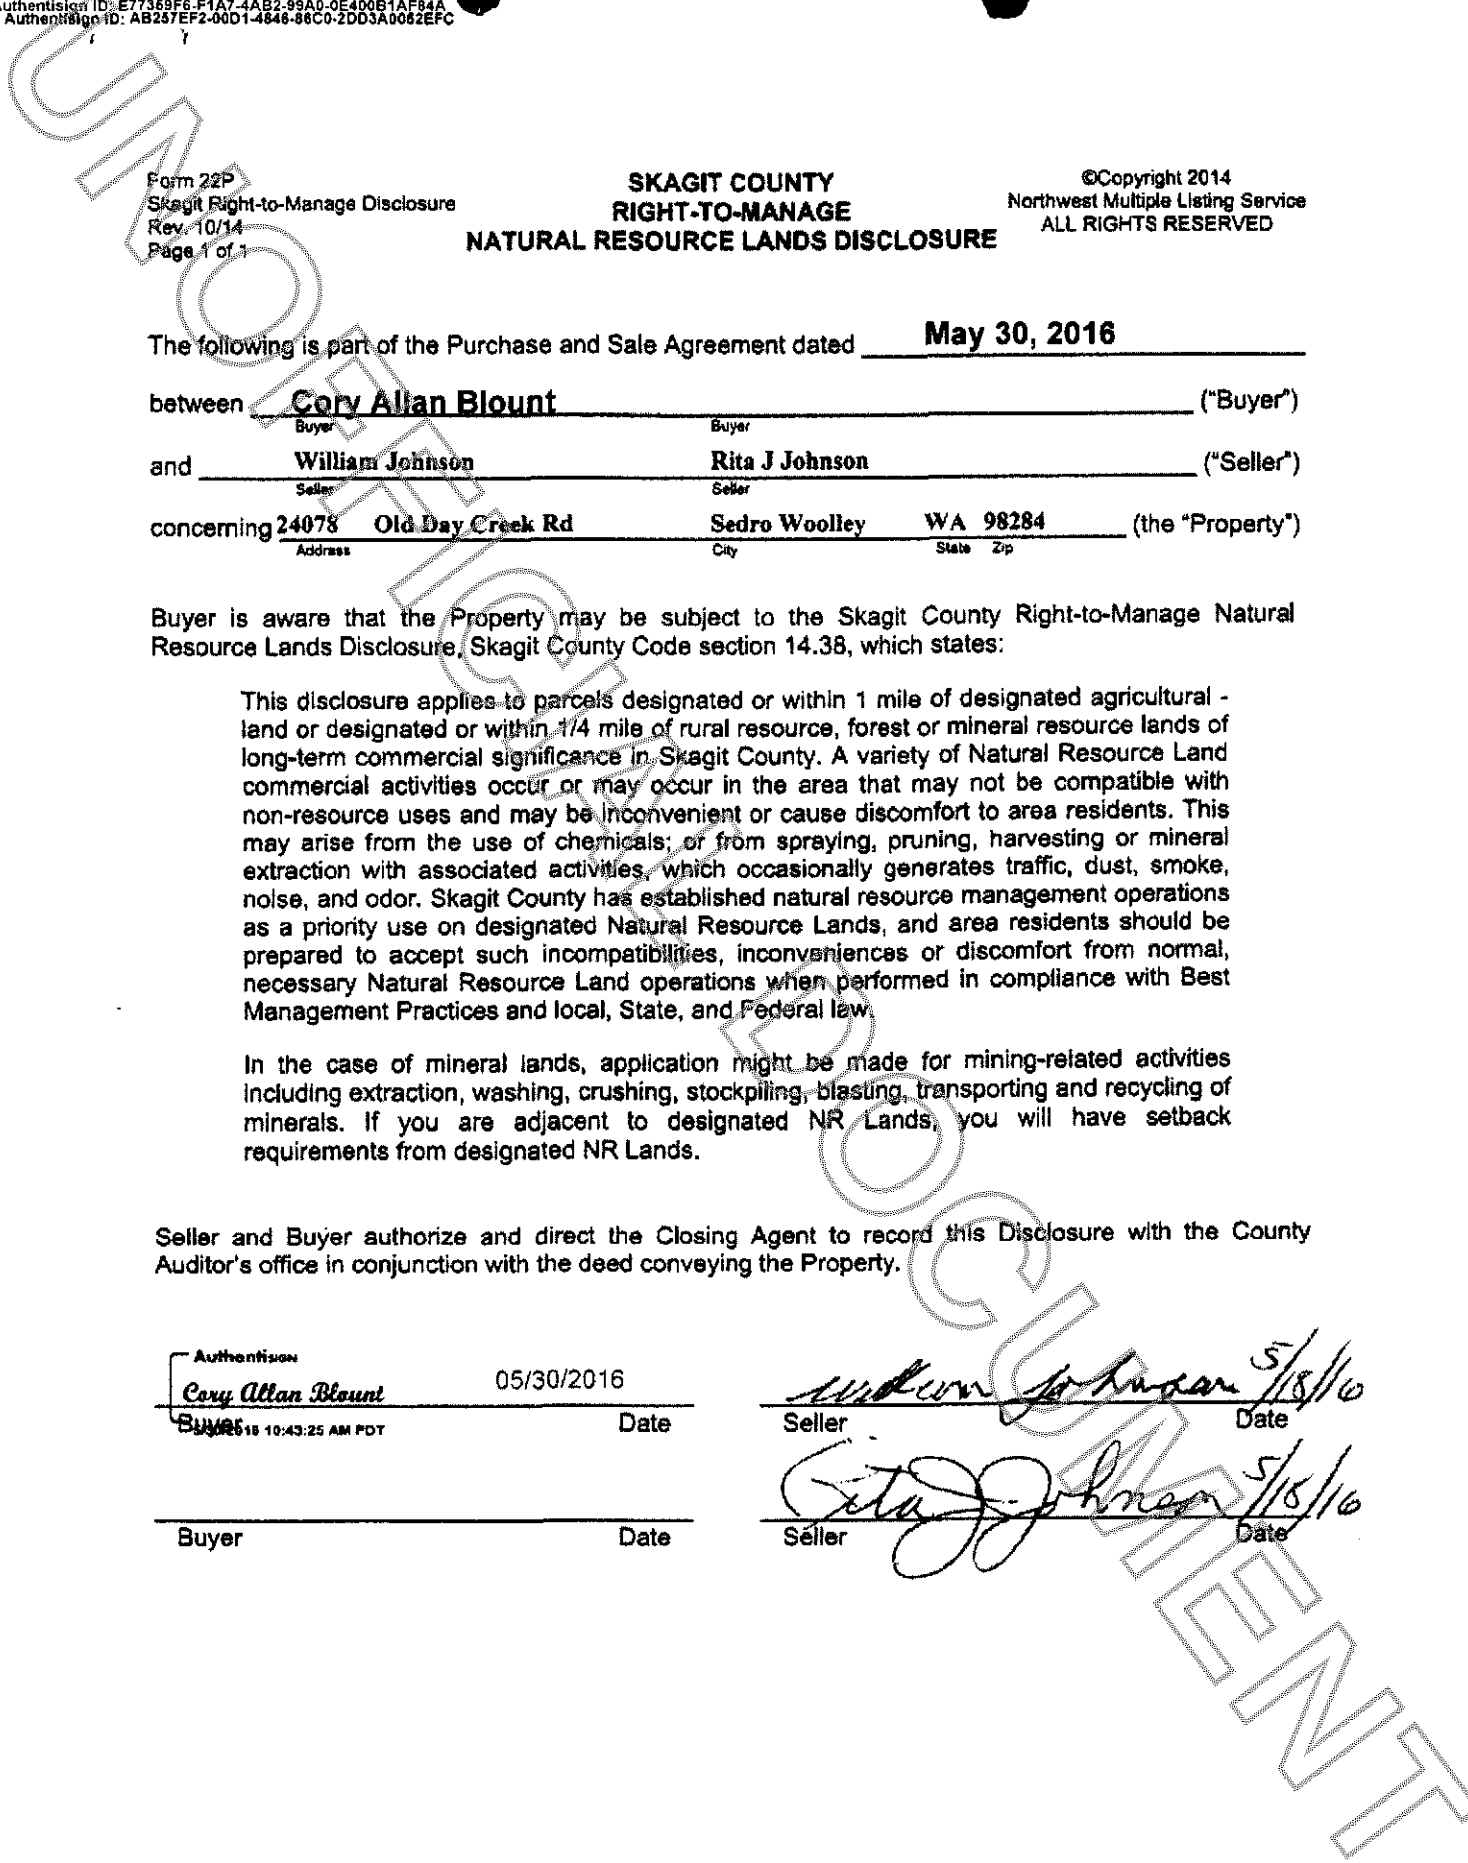 Authentisign ID: E77359F6-F1A7-4AB2-99A0-0E400B1AF84A
Authentisign ID: AB257EF2-00D1-4846-86C0-2DD3A0062EFC
Form 22P
Skagit Right-to-Manage Disclosure
Rev. 10/14
Page 1 of 1
SKAGIT COUNTY
RIGHT-TO-MANAGE
NATURAL RESOURCE LANDS DISCLOSURE
©Copyright 2014
Northwest Multiple Listing Service
ALL RIGHTS RESERVED
The following is part of the Purchase and Sale Agreement dated May 30, 2016
between Cory Allan Blount ("Buyer")
Buyer Buyer
and William Johnson Rita J Johnson ("Seller")
Seller Seller
concerning 24078 Old Day Creek Rd Sedro Woolley WA 98284 (the "Property")
Address City State Zip
Buyer is aware that the Property may be subject to the Skagit County Right-to-Manage Natural
Resource Lands Disclosure, Skagit County Code section 14.38, which states:
This disclosure applies to parcels designated or within 1 mile of designated agricultural -
land or designated or within 1/4 mile of rural resource, forest or mineral resource lands of
long-term commercial significance in Skagit County. A variety of Natural Resource Land
commercial activities occur or may occur in the area that may not be compatible with
non-resource uses and may be inconvenient or cause discomfort to area residents. This
may arise from the use of chemicals; or from spraying, pruning, harvesting or mineral
extraction with associated activities, which occasionally generates traffic, dust, smoke,
noise, and odor. Skagit County has established natural resource management operations
as a priority use on designated Natural Resource Lands, and area residents should be
prepared to accept such incompatibilities, inconveniences or discomfort from normal,
necessary Natural Resource Land operations when performed in compliance with Best
Management Practices and local, State, and Federal law.
In the case of mineral lands, application might be made for mining-related activities
including extraction, washing, crushing, stockpiling, blasting, transporting and recycling of
minerals. If you are adjacent to designated NR Lands, you will have setback
requirements from designated NR Lands.
Seller and Buyer authorize and direct the Closing Agent to record this Disclosure with the County
Auditor's office in conjunction with the deed conveying the Property.
Authentisign
Cory Allan Blount 05/30/2016 William Johnson 5/18/16
Buyer 10:43:25 AM PDT Date Seller Date
Rita J Johnson 5/18/16
Buyer Date Seller Date
UNOFFICIAL DOCUMENT